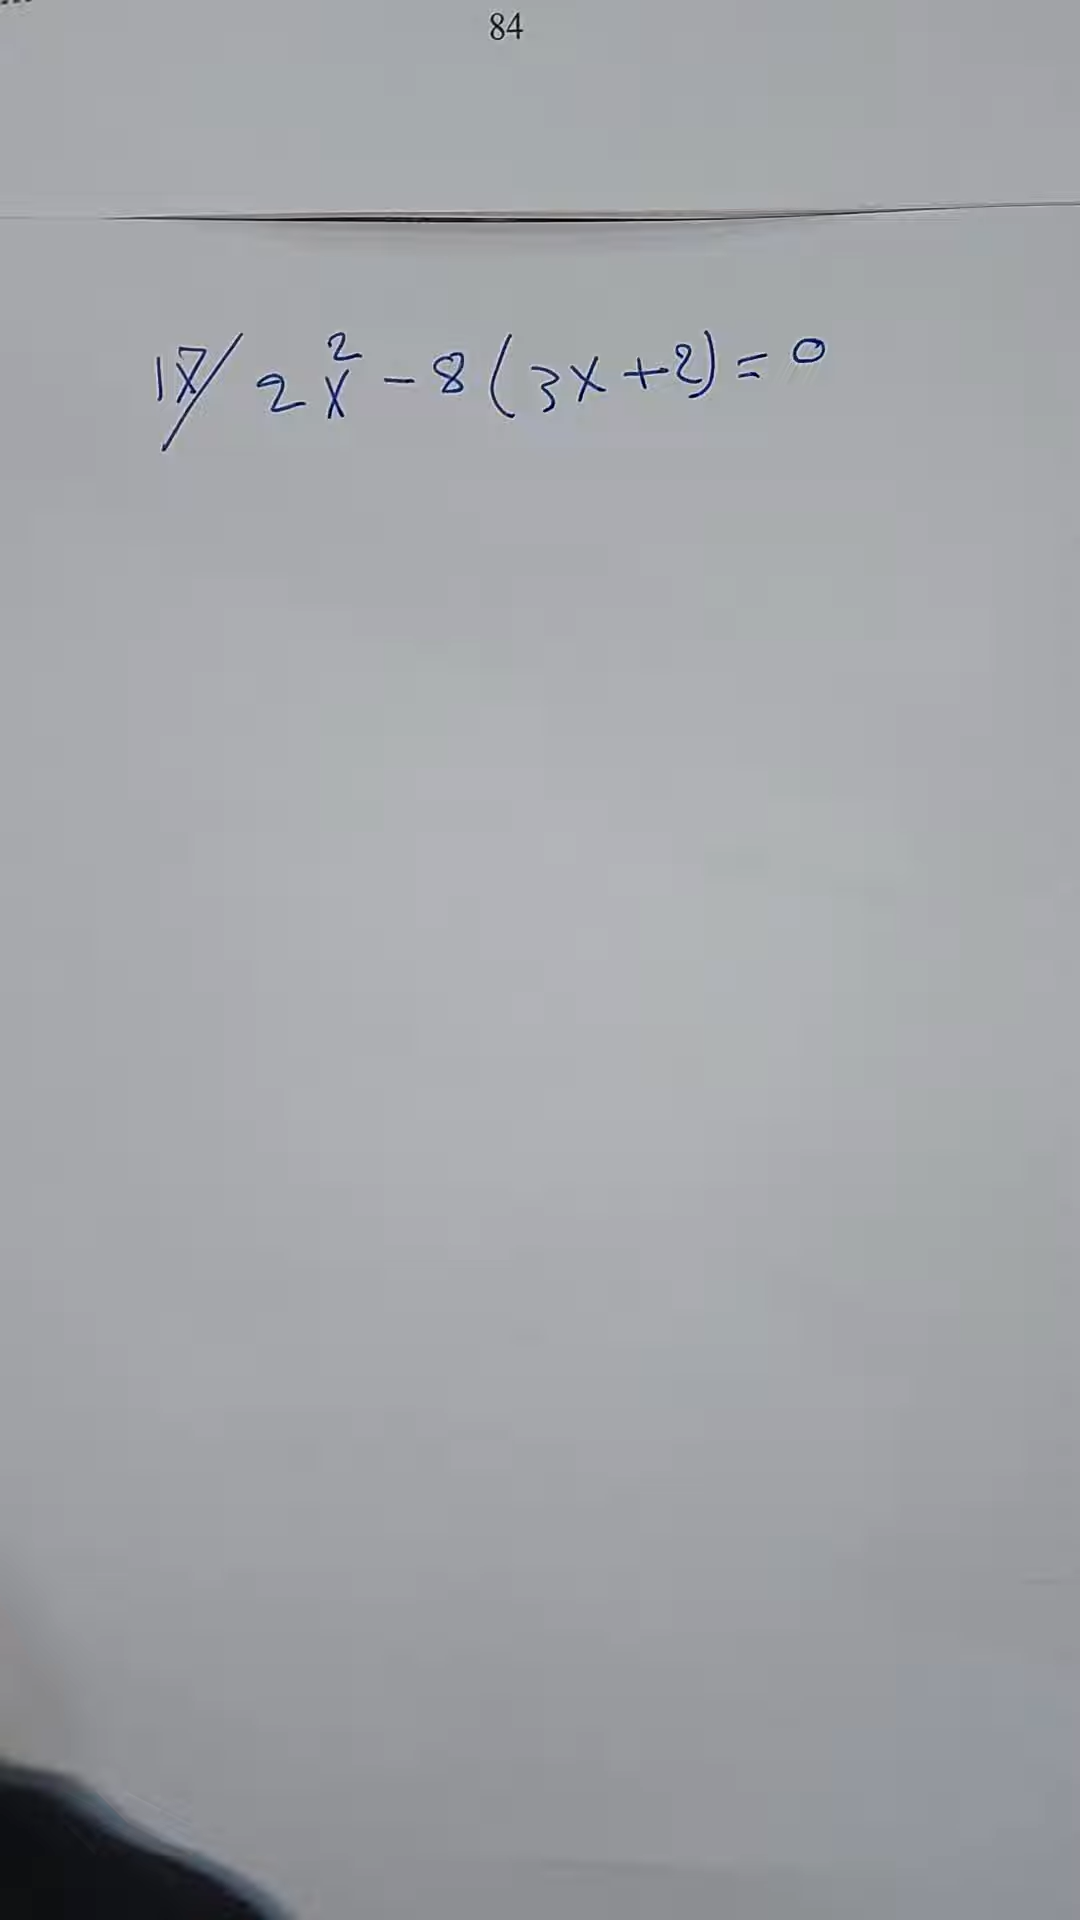 84
17/ 2x² - 8(3x+2) = 0